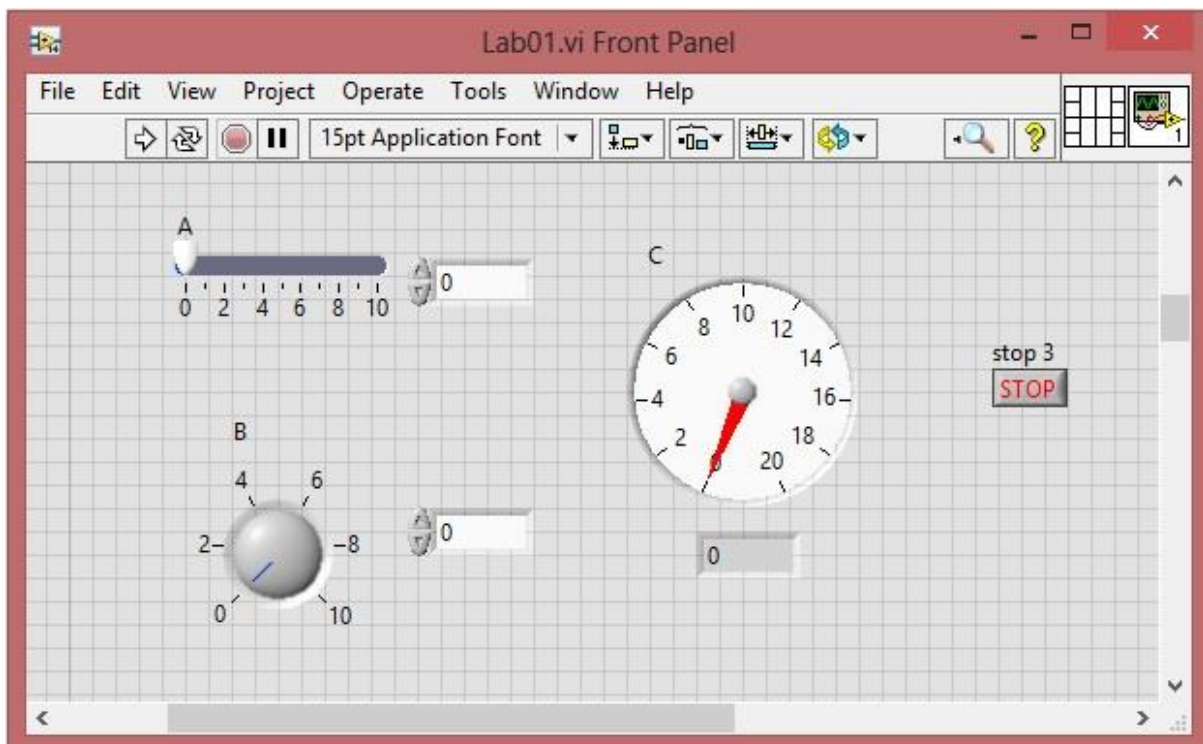 Lab01.vi Front Panel
File Edit View Project Operate Tools Window Help
15pt Application Font
14
1
A
0 2 4 6 8 10
0
B
0 2 4 6 8 10
0
C
0 2 4 6 8 10 12 14 16 18 20
0
stop 3
STOP